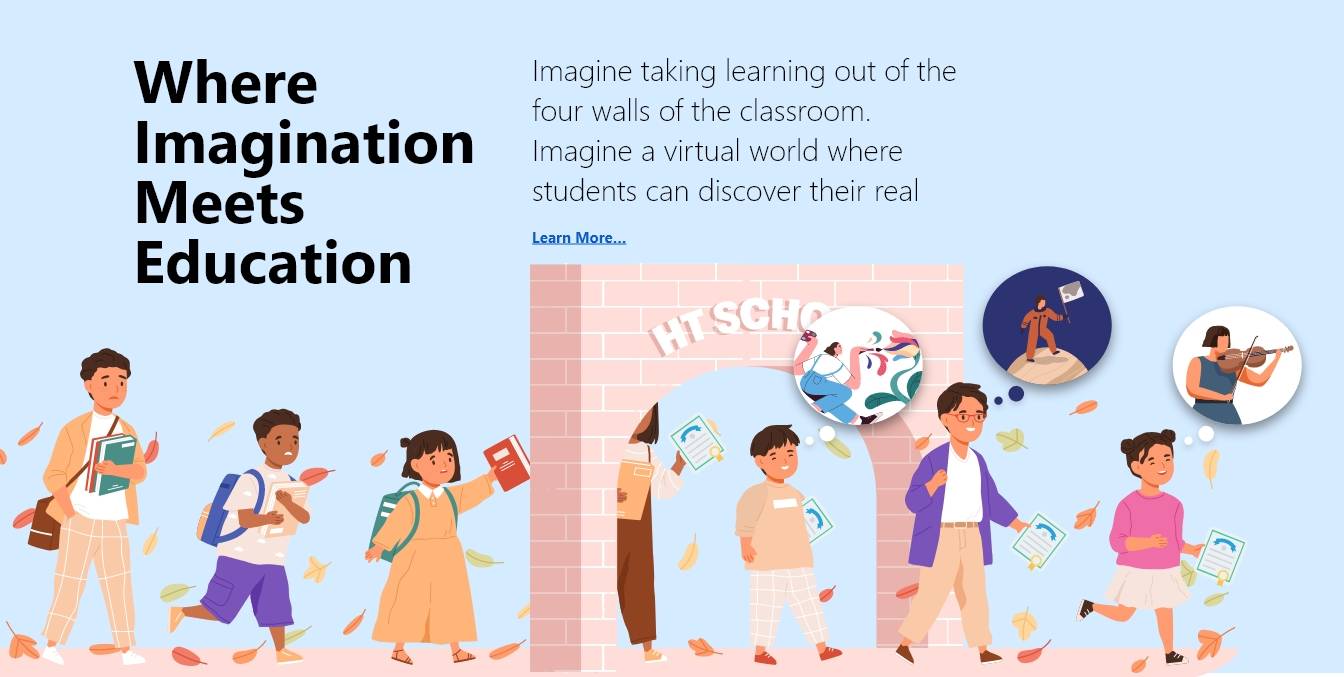 Where
Imagination
Meets
Education
Imagine taking learning out of the
four walls of the classroom.
Imagine a virtual world where
students can discover their real
Learn More...
HT